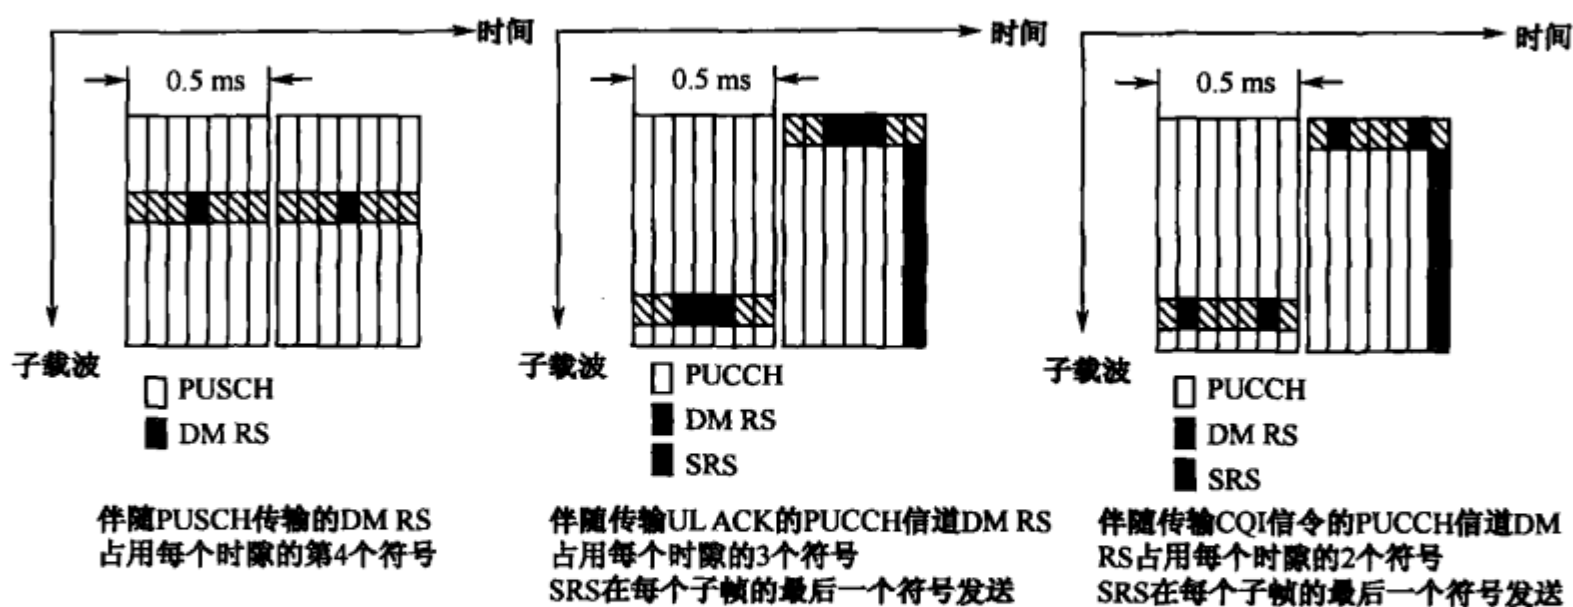 时间
0.5 ms
子载波
PUSCH
DM RS
伴随PUSCH传输的DM RS
占用每个时隙的第4个符号
时间
0.5 ms
PUCCH
DM RS
SRS
伴随传输UL ACK的PUCCH信道DM RS
占用每个时隙的3个符号
SRS在每个子帧的最后一个符号发送
时间
0.5 ms
子载波
PUCCH
DM RS
SRS
伴随传输CQI信令的PUCCH信道DM
RS占用每个时隙的2个符号
SRS在每个子帧的最后一个符号发送